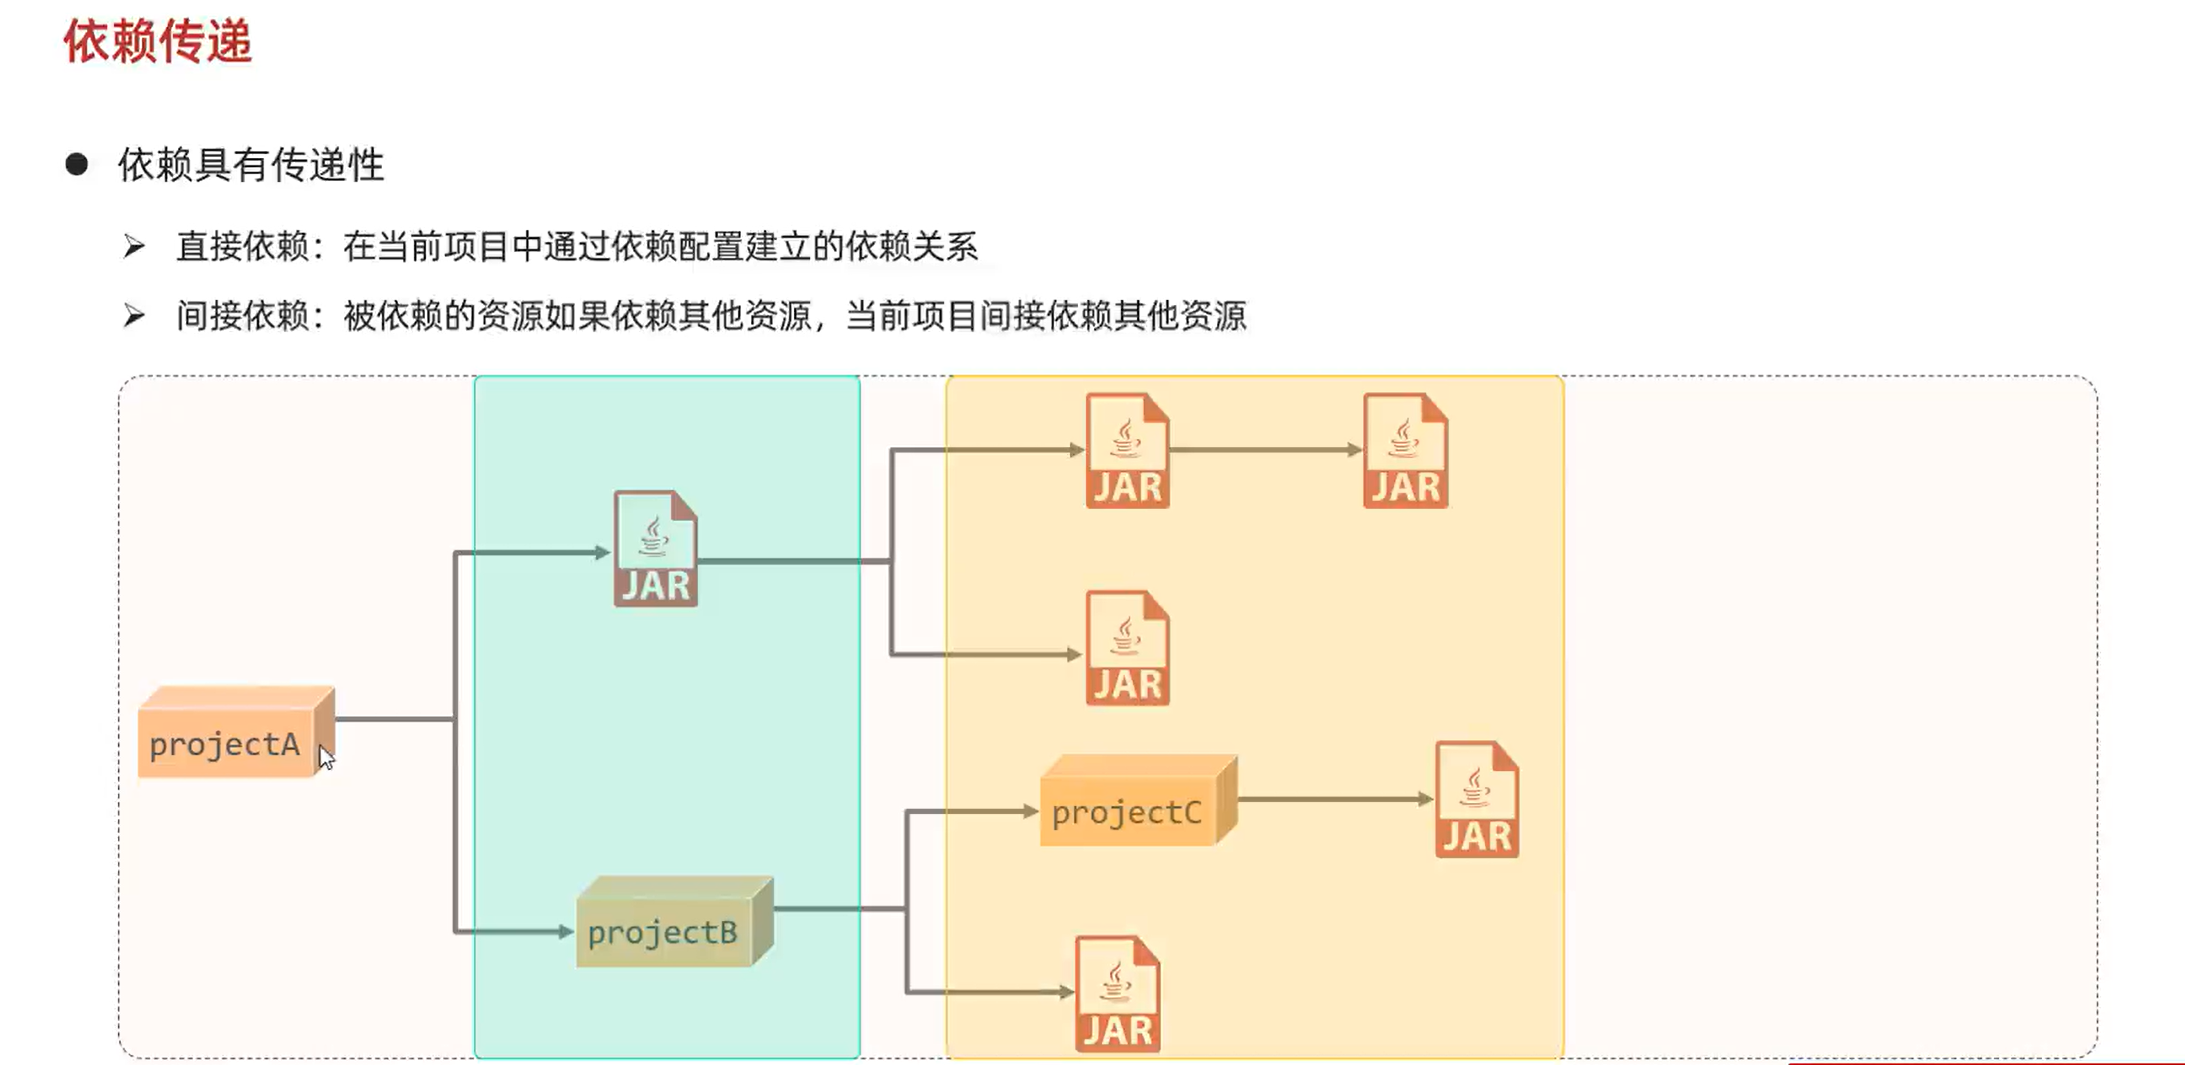 依赖传递
依赖具有传递性
直接依赖：在当前项目中通过依赖配置建立的依赖关系
间接依赖：被依赖的资源如果依赖其他资源，当前项目间接依赖其他资源
JAR
JAR
JAR
JAR
projectA
projectC
JAR
projectB
JAR